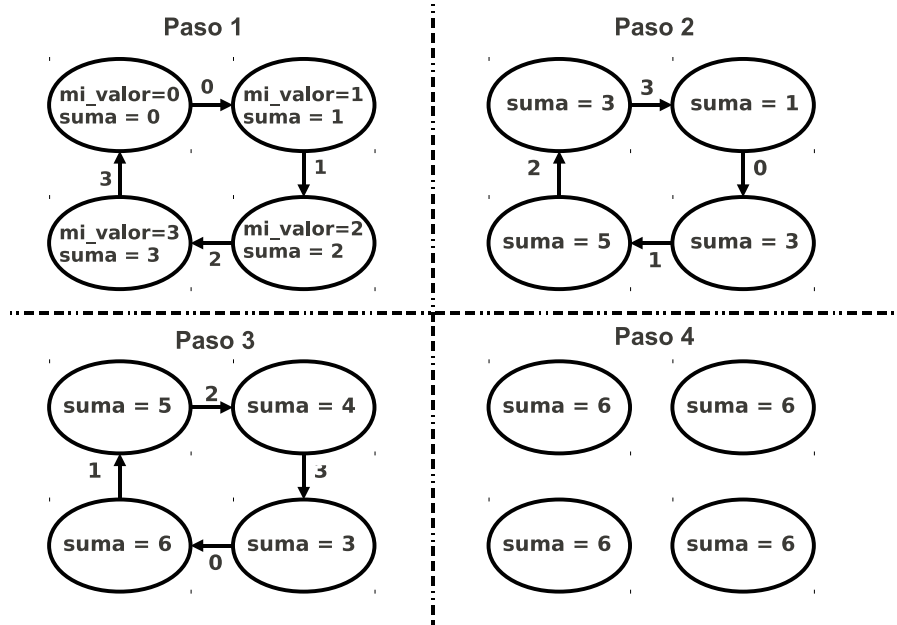 Paso 1
0
mi_valor=0
suma = 0
mi_valor=1
suma = 1
3
1
mi_valor=3
suma = 3
mi_valor=2
suma = 2
2
Paso 2
3
suma = 3
suma = 1
2
0
suma = 5
suma = 3
1
Paso 3
2
suma = 5
suma = 4
1
3
suma = 6
suma = 3
0
Paso 4
suma = 6
suma = 6
suma = 6
suma = 6